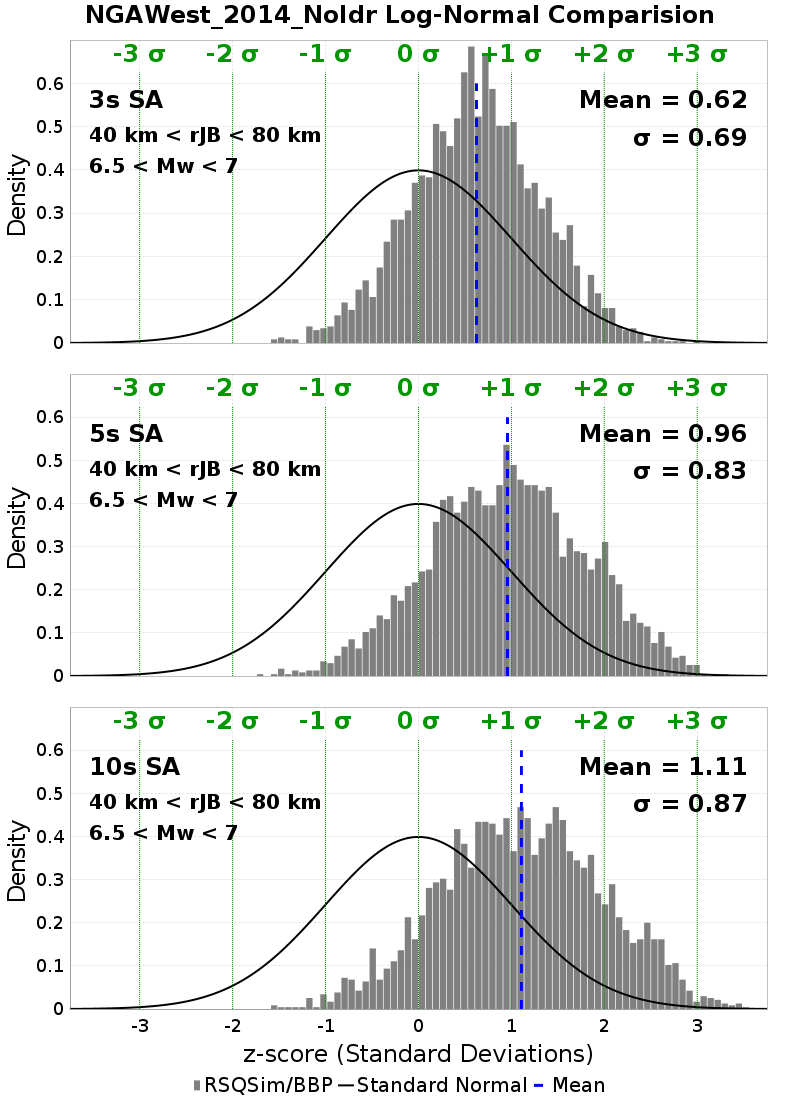 NGAWest_2014_NoIdr Log-Normal Comparision
-3 σ -2 σ -1 σ 0 σ +1 σ +2 σ +3 σ
3s SA
Mean = 0.62
40 km < rJB < 80 km
σ = 0.69
6.5 < Mw < 7
Density
0.6
0.5
0.4
0.3
0.2
0.1
0
-3 σ -2 σ -1 σ 0 σ +1 σ +2 σ +3 σ
5s SA
Mean = 0.96
40 km < rJB < 80 km
σ = 0.83
6.5 < Mw < 7
Density
0.6
0.5
0.4
0.3
0.2
0.1
0
-3 σ -2 σ -1 σ 0 σ +1 σ +2 σ +3 σ
10s SA
Mean = 1.11
40 km < rJB < 80 km
σ = 0.87
6.5 < Mw < 7
Density
0.6
0.5
0.4
0.3
0.2
0.1
0
-3 -2 -1 0 1 2 3
z-score (Standard Deviations)
RSQSim/BBP Standard Normal Mean